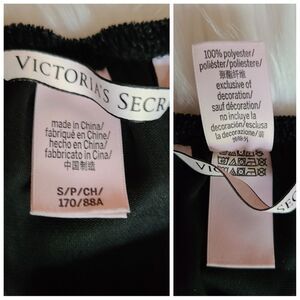 VICTORIA'S SECR
made in China/
fabriqué en Chine/
hecho en China/
fabbricato in Cina/
中国制造
S/P/CH/
170/88A
100% polyester/
poliéster/poliestere/
聚酯纤维
exclusive of
decoration/
sauf décoration/
no incluye la
decoración/esclusa
la decorazione/